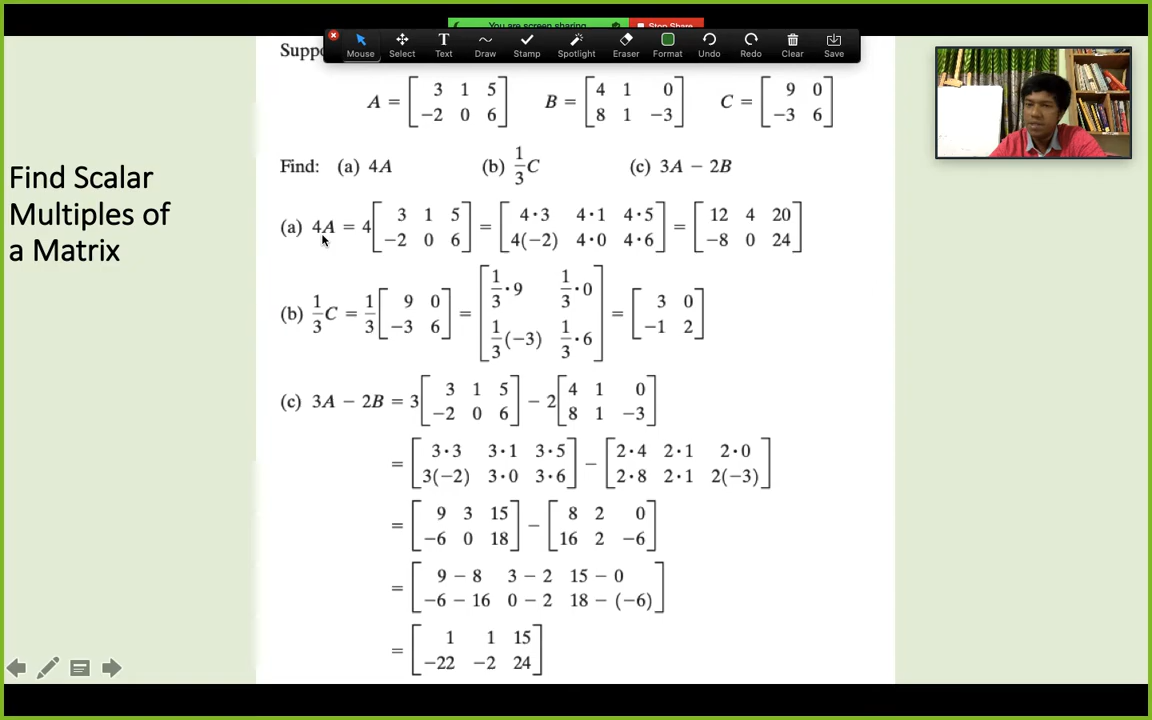 You are screen sharing Stop Share
Mouse Select Text Draw Stamp Spotlight Eraser Format Undo Redo Clear Save
A = [3 1 5; −2 0 6] B = [4 1 0; 8 1 −3] C = [9 0; −3 6]
Find Scalar
Multiples of
a Matrix
Find: (a) 4A (b) 1/3 C (c) 3A − 2B
(a) 4A = 4[3 1 5; −2 0 6] = [4·3 4·1 4·5; 4(−2) 4·0 4·6] = [12 4 20; −8 0 24]
(b) 1/3 C = 1/3 [9 0; −3 6] = [1/3·9 1/3·0; 1/3(−3) 1/3·6] = [3 0; −1 2]
(c) 3A − 2B = 3[3 1 5; −2 0 6] − 2[4 1 0; 8 1 −3]
= [3·3 3·1 3·5; 3(−2) 3·0 3·6] − [2·4 2·1 2·0; 2·8 2·1 2(−3)]
= [9 3 15; −6 0 18] − [8 2 0; 16 2 −6]
= [9 − 8 3 − 2 15 − 0; −6 − 16 0 − 2 18 − (−6)]
= [1 1 15; −22 −2 24]